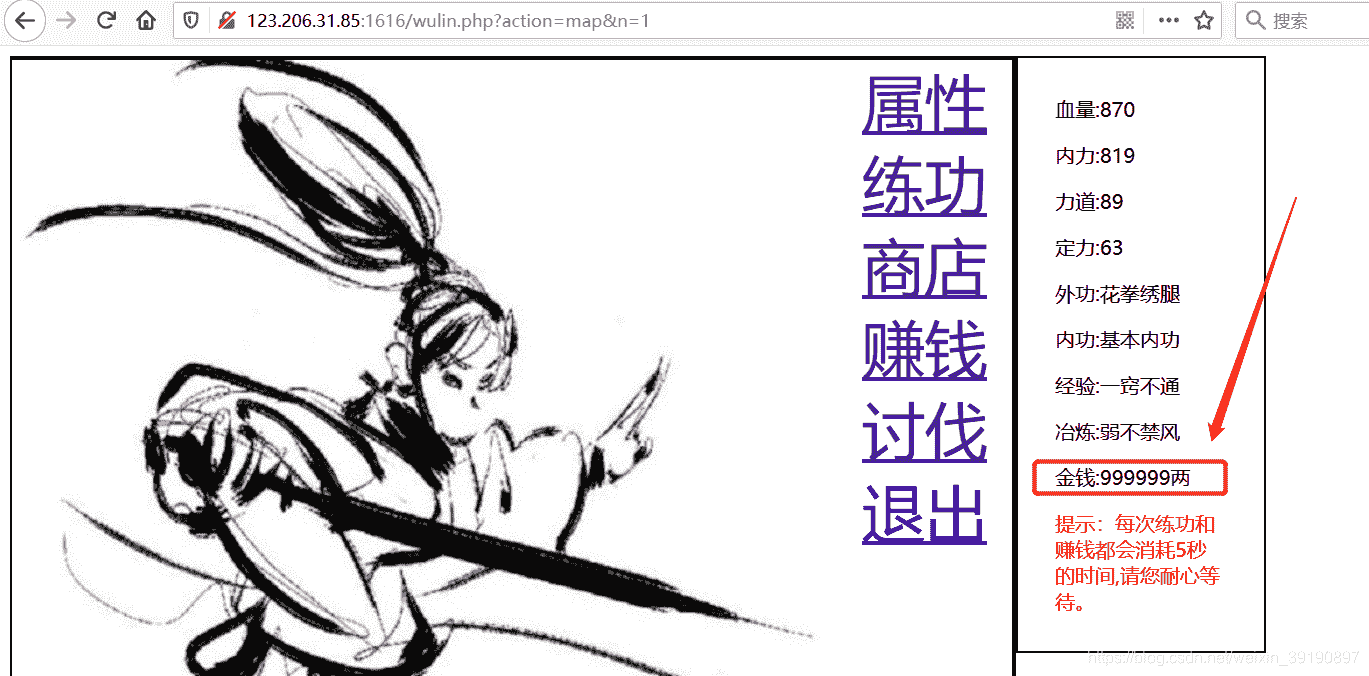 123.206.31.85:1616/wulin.php?action=map&n=1
搜索
属性
练功
商店
赚钱
讨伐
退出
血量:870
内力:819
力道:89
定力:63
外功:花拳绣腿
内功:基本内功
经验:一窍不通
冶炼:弱不禁风
金钱:999999两
提示：每次练功和
赚钱都会消耗5秒
的时间,请您耐心等
待。
https://blog.csdn.net/weixin_39190897